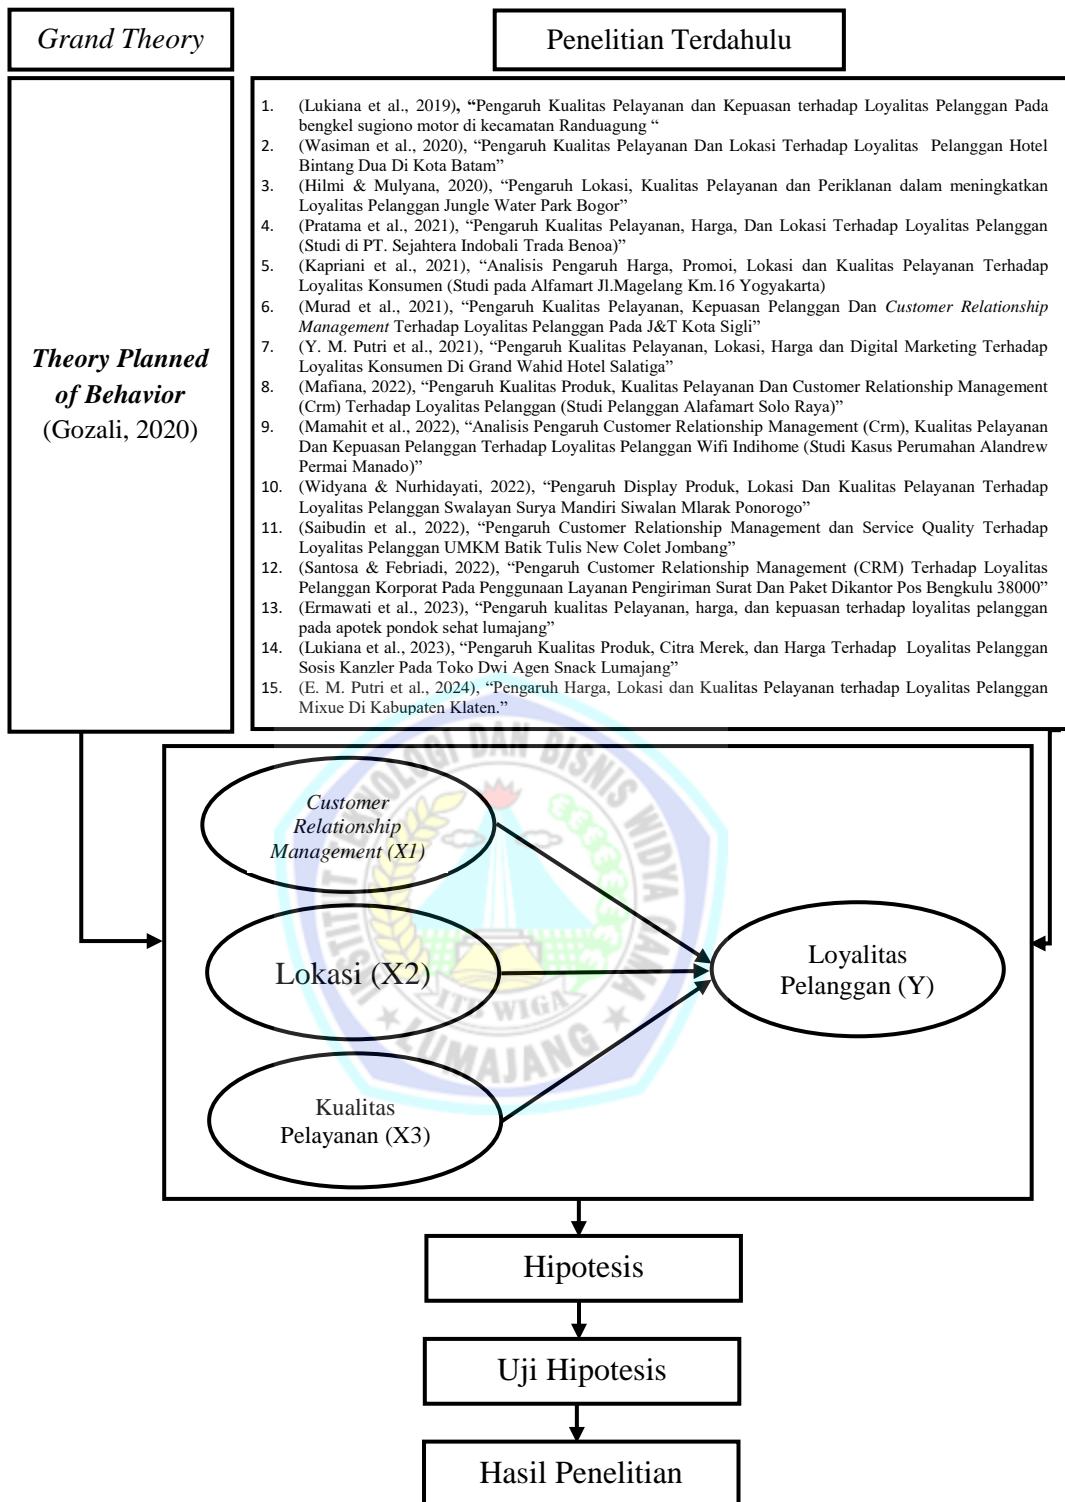 Grand Theory
Penelitian Terdahulu
Theory Planned
of Behavior
(Gozali, 2020)
1. (Lukiana et al., 2019), “Pengaruh Kualitas Pelayanan dan Kepuasan terhadap Loyalitas Pelanggan Pada
bengkel sugiono motor di kecamatan Randuagung “
2. (Wasiman et al., 2020), “Pengaruh Kualitas Pelayanan Dan Lokasi Terhadap Loyalitas Pelanggan Hotel
Bintang Dua Di Kota Batam”
3. (Hilmi & Mulyana, 2020), “Pengaruh Lokasi, Kualitas Pelayanan dan Periklanan dalam meningkatkan
Loyalitas Pelanggan Jungle Water Park Bogor”
4. (Pratama et al., 2021), “Pengaruh Kualitas Pelayanan, Harga, Dan Lokasi Terhadap Loyalitas Pelanggan
(Studi di PT. Sejahtera Indobali Trada Benoa)”
5. (Kapriani et al., 2021), “Analisis Pengaruh Harga, Promoi, Lokasi dan Kualitas Pelayanan Terhadap
Loyalitas Konsumen (Studi pada Alfamart Jl.Magelang Km.16 Yogyakarta)
6. (Murad et al., 2021), “Pengaruh Kualitas Pelayanan, Kepuasan Pelanggan Dan Customer Relationship
Management Terhadap Loyalitas Pelanggan Pada J&T Kota Sigli”
7. (Y. M. Putri et al., 2021), “Pengaruh Kualitas Pelayanan, Lokasi, Harga dan Digital Marketing Terhadap
Loyalitas Konsumen Di Grand Wahid Hotel Salatiga”
8. (Mafiana, 2022), “Pengaruh Kualitas Produk, Kualitas Pelayanan Dan Customer Relationship Management
(Crm) Terhadap Loyalitas Pelanggan (Studi Pelanggan Alafamart Solo Raya)”
9. (Mamahit et al., 2022), “Analisis Pengaruh Customer Relationship Management (Crm), Kualitas Pelayanan
Dan Kepuasan Pelanggan Terhadap Loyalitas Pelanggan Wifi Indihome (Studi Kasus Perumahan Alandrew
Permai Manado)”
10. (Widyana & Nurhidayati, 2022), “Pengaruh Display Produk, Lokasi Dan Kualitas Pelayanan Terhadap
Loyalitas Pelanggan Swalayan Surya Mandiri Siwalan Mlarak Ponorogo”
11. (Saibudin et al., 2022), “Pengaruh Customer Relationship Management dan Service Quality Terhadap
Loyalitas Pelanggan UMKM Batik Tulis New Colet Jombang”
12. (Santosa & Febriadi, 2022), “Pengaruh Customer Relationship Management (CRM) Terhadap Loyalitas
Pelanggan Korporat Pada Penggunaan Layanan Pengiriman Surat Dan Paket Dikantor Pos Bengkulu 38000”
13. (Ermawati et al., 2023), “Pengaruh kualitas Pelayanan, harga, dan kepuasan terhadap loyalitas pelanggan
pada apotek pondok sehat lumajang”
14. (Lukiana et al., 2023), “Pengaruh Kualitas Produk, Citra Merek, dan Harga Terhadap Loyalitas Pelanggan
Sosis Kanzler Pada Toko Dwi Agen Snack Lumajang”
15. (E. M. Putri et al., 2024), “Pengaruh Harga, Lokasi dan Kualitas Pelayanan terhadap Loyalitas Pelanggan
Mixue Di Kabupaten Klaten.”
INSTITUT TEKNOLOGI DAN BISNIS WIDYA GAMA
ITB WIGA
LUMAJANG
Customer
Relationship
Management (X1)
Lokasi (X2)
Kualitas
Pelayanan (X3)
Loyalitas
Pelanggan (Y)
Hipotesis
Uji Hipotesis
Hasil Penelitian